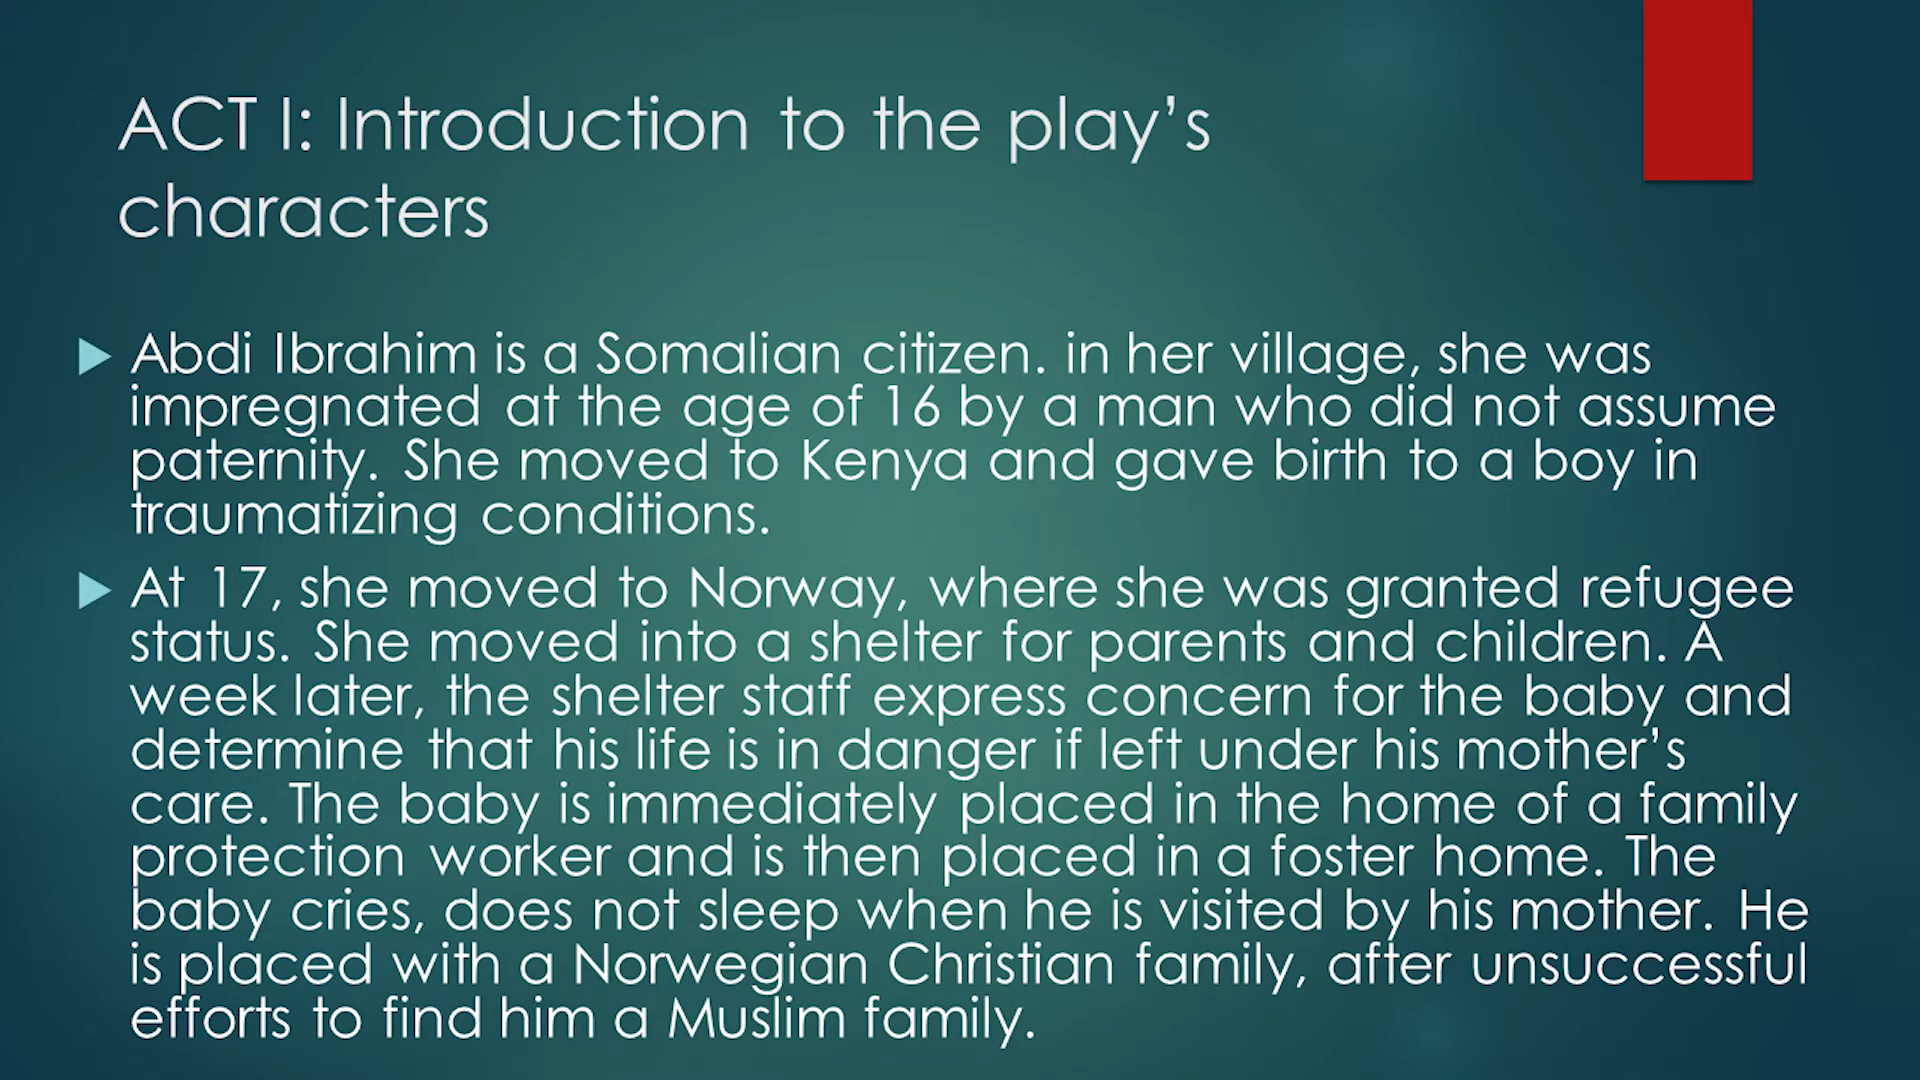 ACT I: Introduction to the play's
characters
Abdi Ibrahim is a Somalian citizen. in her village, she was
impregnated at the age of 16 by a man who did not assume
paternity. She moved to Kenya and gave birth to a boy in
traumatizing conditions.
At 17, she moved to Norway, where she was granted refugee
status. She moved into a shelter for parents and children. A
week later, the shelter staff express concern for the baby and
determine that his life is in danger if left under his mother's
care. The baby is immediately placed in the home of a family
protection worker and is then placed in a foster home. The
baby cries, does not sleep when he is visited by his mother. He
is placed with a Norwegian Christian family, after unsuccessful
efforts to find him a Muslim family.